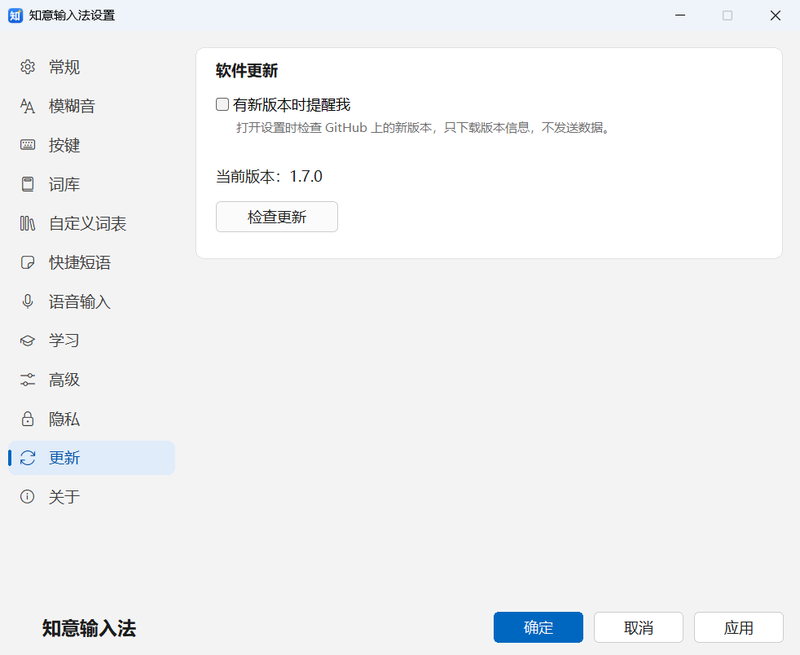 知意输入法设置
常规
模糊音
按键
词库
自定义词表
快捷短语
语音输入
学习
高级
隐私
更新
关于
知意输入法
软件更新
有新版本时提醒我
打开设置时检查 GitHub 上的新版本，只下载版本信息，不发送数据。
当前版本：1.7.0
检查更新
确定
取消
应用